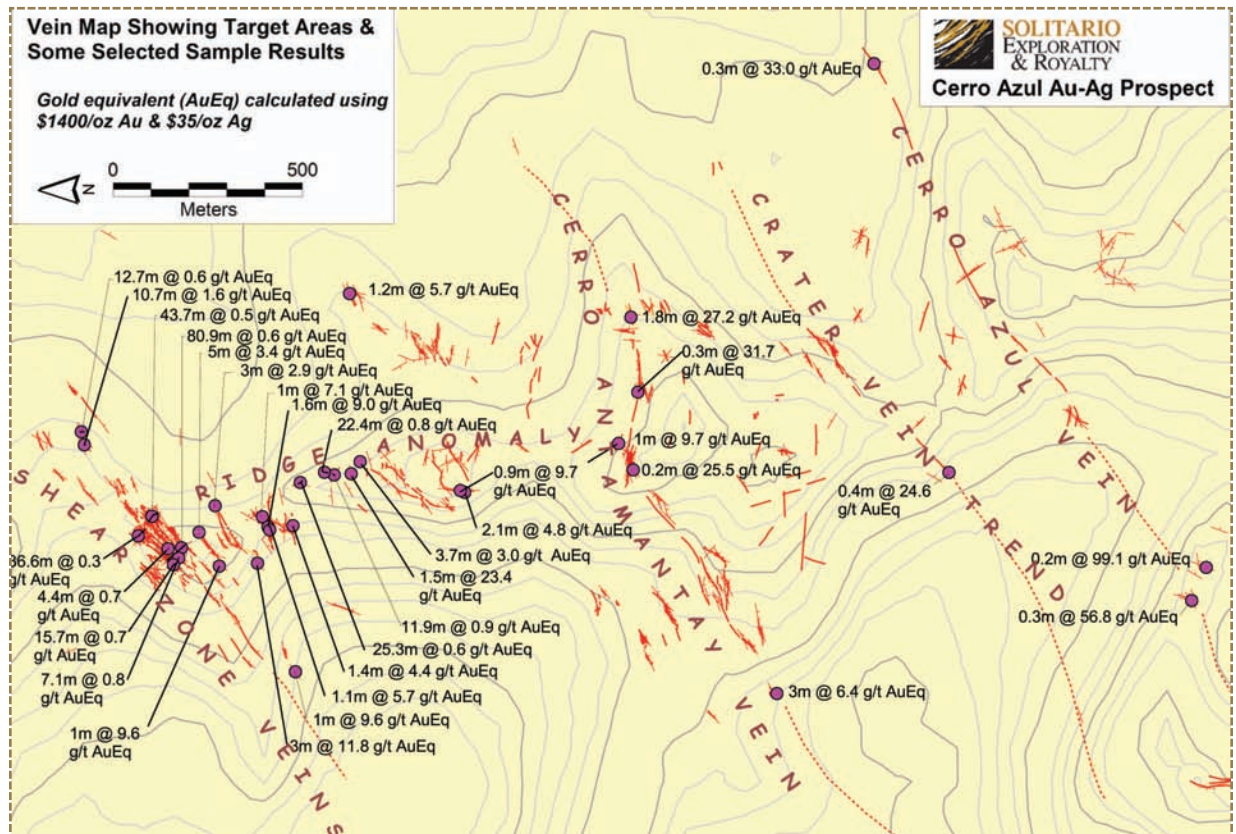 Vein Map Showing Target Areas &
Some Selected Sample Results
Gold equivalent (AuEq) calculated using
$1400/oz Au & $35/oz Ag
N
0
500
Meters
SOLITARIO
EXPLORATION
& ROYALTY
Cerro Azul Au-Ag Prospect
0.3m @ 33.0 g/t AuEq
CERRO AZUL VEIN
CRATER VEIN TREND
CERRO AMANTAY VEIN
RIDGE ANOMALY
SHEAR ZONE VEINS
12.7m @ 0.6 g/t AuEq
10.7m @ 1.6 g/t AuEq
43.7m @ 0.5 g/t AuEq
80.9m @ 0.6 g/t AuEq
5m @ 3.4 g/t AuEq
3m @ 2.9 g/t AuEq
1m @ 7.1 g/t AuEq
1.6m @ 9.0 g/t AuEq
22.4m @ 0.8 g/t AuEq
1.2m @ 5.7 g/t AuEq
1.8m @ 27.2 g/t AuEq
0.3m @ 31.7
g/t AuEq
1m @ 9.7 g/t AuEq
0.2m @ 25.5 g/t AuEq
0.9m @ 9.7
g/t AuEq
2.1m @ 4.8 g/t AuEq
3.7m @ 3.0 g/t AuEq
1.5m @ 23.4
g/t AuEq
11.9m @ 0.9 g/t AuEq
25.3m @ 0.6 g/t AuEq
1.4m @ 4.4 g/t AuEq
1.1m @ 5.7 g/t AuEq
1m @ 9.6 g/t AuEq
3m @ 11.8 g/t AuEq
36.6m @ 0.3
g/t AuEq
4.4m @ 0.7
g/t AuEq
15.7m @ 0.7
g/t AuEq
7.1m @ 0.8
g/t AuEq
1m @ 9.6
g/t AuEq
0.4m @ 24.6
g/t AuEq
0.2m @ 99.1 g/t AuEq
0.3m @ 56.8 g/t AuEq
3m @ 6.4 g/t AuEq